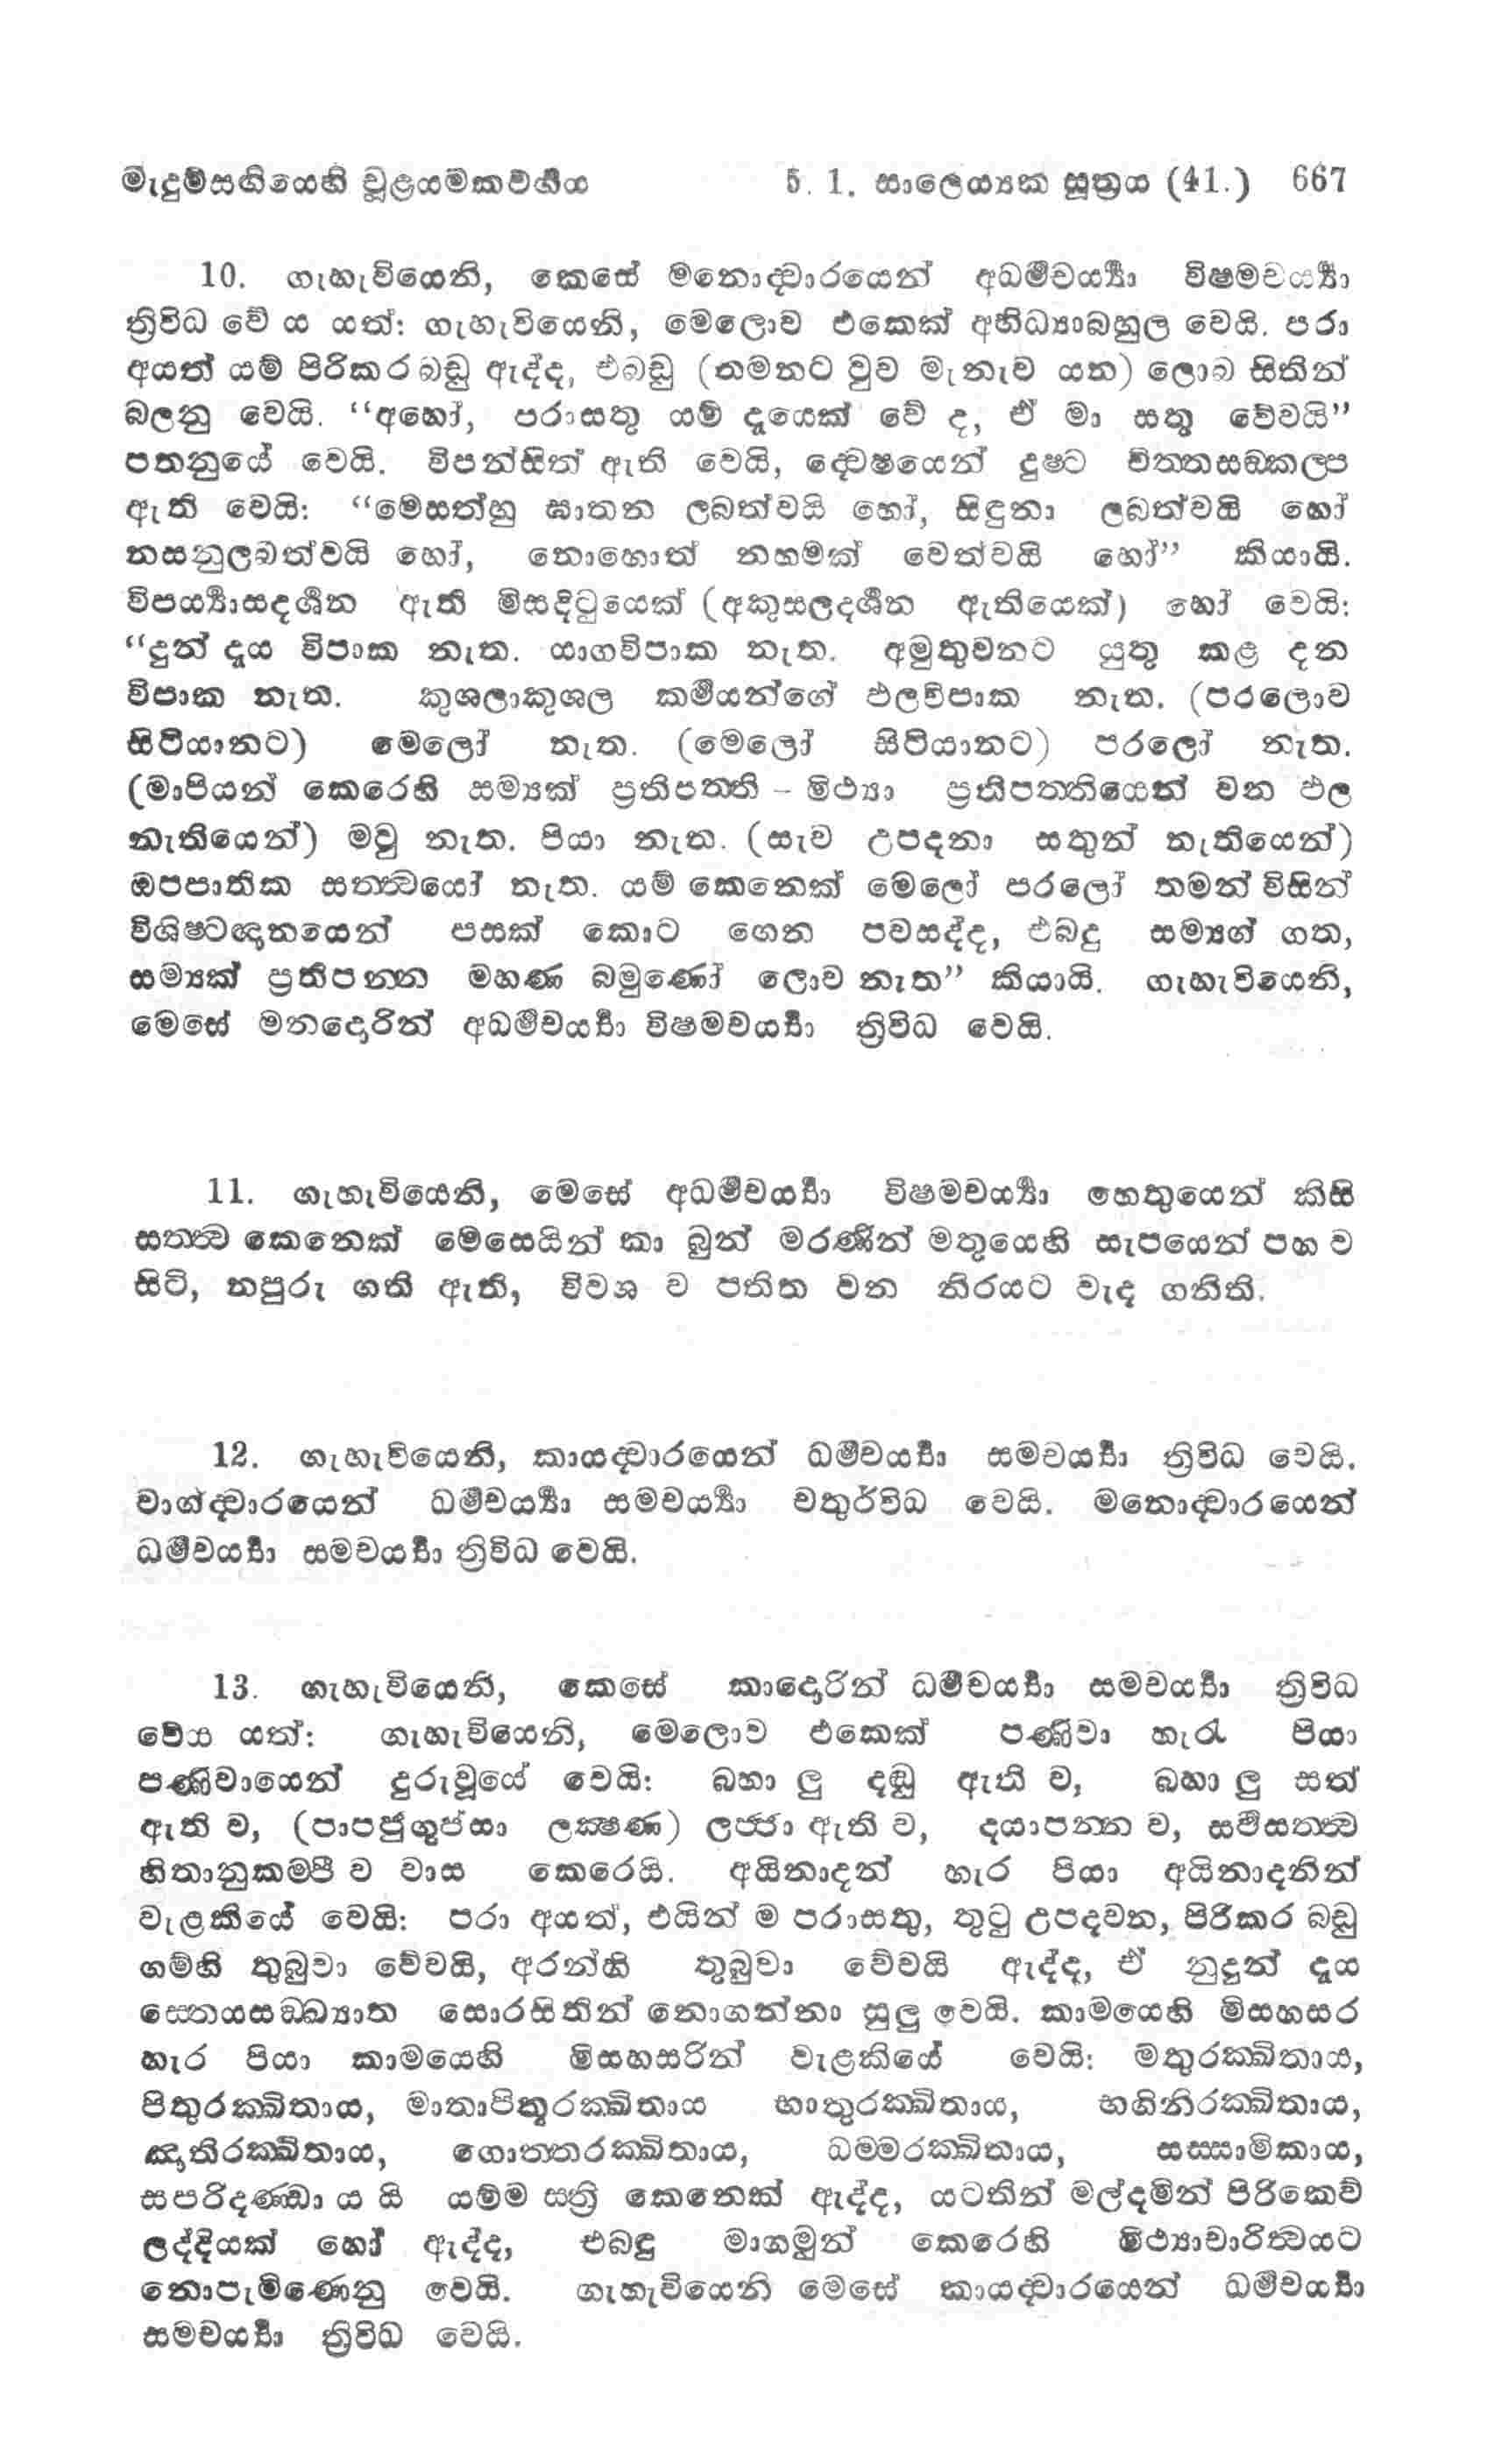 මැදුම්සඟියෙහි චූළයමකවර්‍ගය 5. 1. සාලෙය්‍යක සූත්‍රය (41.) 667
10. ගැහැවියෙනි, කෙසේ මනොද්වාරයෙන් අධර්‍මචර්‍ය්‍යා විෂමචර්‍ය්‍යා
ත්‍රිවිධ වේ ය යත්: ගැහැවියෙනි, මෙලොව එකෙක් අභිධ්‍යාබහුල වෙයි. පරා
අයත් යම් පිරිකර බඩු ඇද්ද, එබඩු (තමනට වුව මැනැව යත) ලොබ සිතින්
බලනු වෙයි. “අහෝ, පරාසතු යම් දෑයෙක් වේ ද, ඒ මා සතු වේවයි”
පතනුයේ වෙයි. විපන්සිත් ඇති වෙයි, ද්වෙෂයෙන් දුෂ්ට චිත්තසඞ්කල්ප
ඇති වෙයි: “මෙසත්හු ඝාතන ලබත්වයි හෝ, සිඳුනා ලබත්වයි හෝ
නසනුලබත්වයි හෝ, නොහොත් නහමක් වෙත්වයි හෝ” කියායි.
විපර්‍ය්‍යාසදර්‍ශන ඇති මිසදිටුයෙක් (අකුසලදර්‍ශන ඇතියෙක්) හෝ වෙයි:
“දුන් දෑය විපාක නැත. යාගවිපාක නැත. අමුතුවනට යුතු කළ දන
විපාක නැත. කුශලාකුශල කර්‍මයන්ගේ ඵලවිපාක නැත. (පරලොව
සිටියානට) මෙලෝ නැත. (මෙලෝ සිටියානට) පරලෝ නැත.
(මාපියන් කෙරෙහි සම්‍යක් ප්‍රතිපත්ති - මිථ්‍යා ප්‍රතිපත්තියෙන් වන ඵල
නැතියෙන්) මවු නැත. පියා නැත. (සැව උපදනා සතුන් නැතියෙන්)
ඔපපාතික සත්ත්වයෝ නැත. යම් කෙනෙක් මෙලෝ පරලෝ තමන් විසින්
විශිෂ්ටඥානයෙන් පසක් කොට ගෙන පවසද්ද, එබඳු සම්‍යග් ගත,
සම්‍යක් ප්‍රතිපන්න මහණ බමුණෝ ලොව නැත” කියායි. ගැහැවියෙනි,
මෙසේ මනදොරින් අධර්‍මචර්‍ය්‍යා විෂමචර්‍ය්‍යා ත්‍රිවිධ වෙයි.
11. ගැහැවියෙනි, මෙසේ අධර්‍මචර්‍ය්‍යා විෂමචර්‍ය්‍යා හෙතුයෙන් කිසි
සත්ත්ව කෙනෙක් මෙසෙයින් කා බුන් මරණින් මතුයෙහි සැපයෙන් පහ ව
සිටි, නපුරු ගති ඇති, විවශ ව පතිත වන නිරයට වැද ගනිති.
12. ගැහැවියෙනි, කායද්වාරයෙන් ධර්‍මචර්‍ය්‍යා සමචර්‍ය්‍යා ත්‍රිවිධ වෙයි.
වාග්ද්වාරයෙන් ධර්‍මචර්‍ය්‍යා සමචර්‍ය්‍යා චතුර්විධ වෙයි. මනොද්වාරයෙන්
ධර්‍මචර්‍ය්‍යා සමචර්‍ය්‍යා ත්‍රිවිධ වෙයි.
13. ගැහැවියෙනි, කෙසේ කාදොරින් ධර්‍මචර්‍ය්‍යා සමචර්‍ය්‍යා ත්‍රිවිධ
වේය යත්: ගැහැවියෙනි, මෙලොව එකෙක් පණිවා හැර පියා
පණිවායෙන් දුරුවූයේ වෙයි: බහා ලු දඬු ඇති ව, බහා ලු සත්
ඇති ව, (පාපජුගුප්සා ලක්‍ෂණ) ලජ්ජා ඇති ව, දයාපන්න ව, සර්‍වසත්ත්ව
හිතානුකම්පී ව වාස කෙරෙයි. අයිනාදන් හැර පියා අයිනාදනින්
වැළකියේ වෙයි: පරා අයත්, එයින් ම පරාසතු, තුටු උපදවන, පිරිකර බඩු
ගම්හි තුබුවා වේවයි, අරන්හි තුබුවා වේවයි ඇද්ද, ඒ නුදුන් දෑය
ස්තෙයසඞ්ඛ්‍යාත සොරසිතින් නොගන්නා සුලු වෙයි. කාමයෙහි මිසහසර
හැර පියා කාමයෙහි මිසහසරින් වැළකියේ වෙයි: මතුරක්ඛිතාය,
පිතුරක්ඛිතාය, මාතාපිතූරක්ඛිතාය භාතුරක්ඛිතාය, භගිනිරක්ඛිතාය,
ඤාතිරක්ඛිතාය, ගොත්තරක්ඛිතාය, ධම්මරක්ඛිතාය, සස්සාමිකාය,
සපරිදණ්ඩා ය යි යම්ම ස්ත්‍රි කෙනෙක් ඇද්ද, යටතින් මල්දමින් පිරිකෙව්
ලද්දියක් හෝ ඇද්ද, එබඳු මාගමුන් කෙරෙහි මිථ්‍යාචාරිත්වයට
නොපැමිණෙනු වෙයි. ගැහැවියෙනි මෙසේ කායද්වාරයෙන් ධර්‍මචර්‍ය්‍යා
සමචර්‍ය්‍යා ත්‍රිවිධ වෙයි.